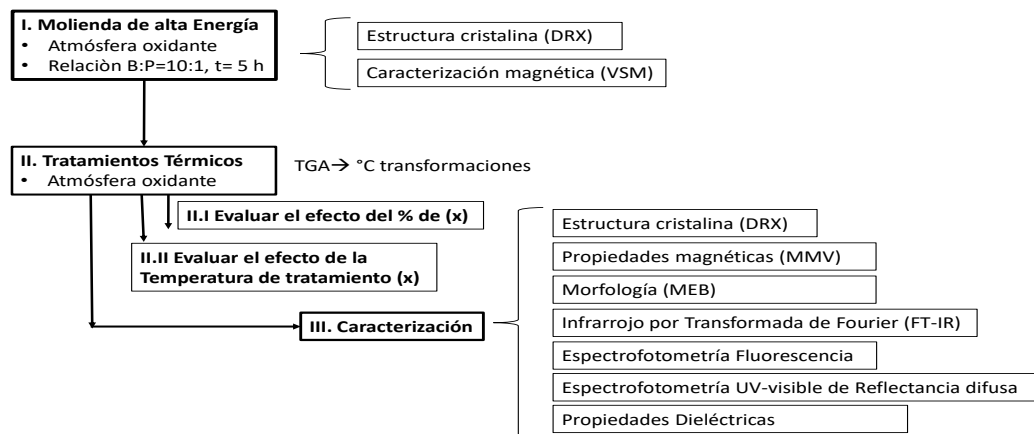 I. Molienda de alta Energía
• Atmósfera oxidante
• Relaciòn B:P=10:1, t= 5 h
Estructura cristalina (DRX)
Caracterización magnética (VSM)
II. Tratamientos Térmicos
• Atmósfera oxidante
TGA→ °C transformaciones
II.I Evaluar el efecto del % de (x)
II.II Evaluar el efecto de la
Temperatura de tratamiento (x)
III. Caracterización
Estructura cristalina (DRX)
Propiedades magnéticas (MMV)
Morfología (MEB)
Infrarrojo por Transformada de Fourier (FT-IR)
Espectrofotometría Fluorescencia
Espectrofotometría UV-visible de Reflectancia difusa
Propiedades Dieléctricas